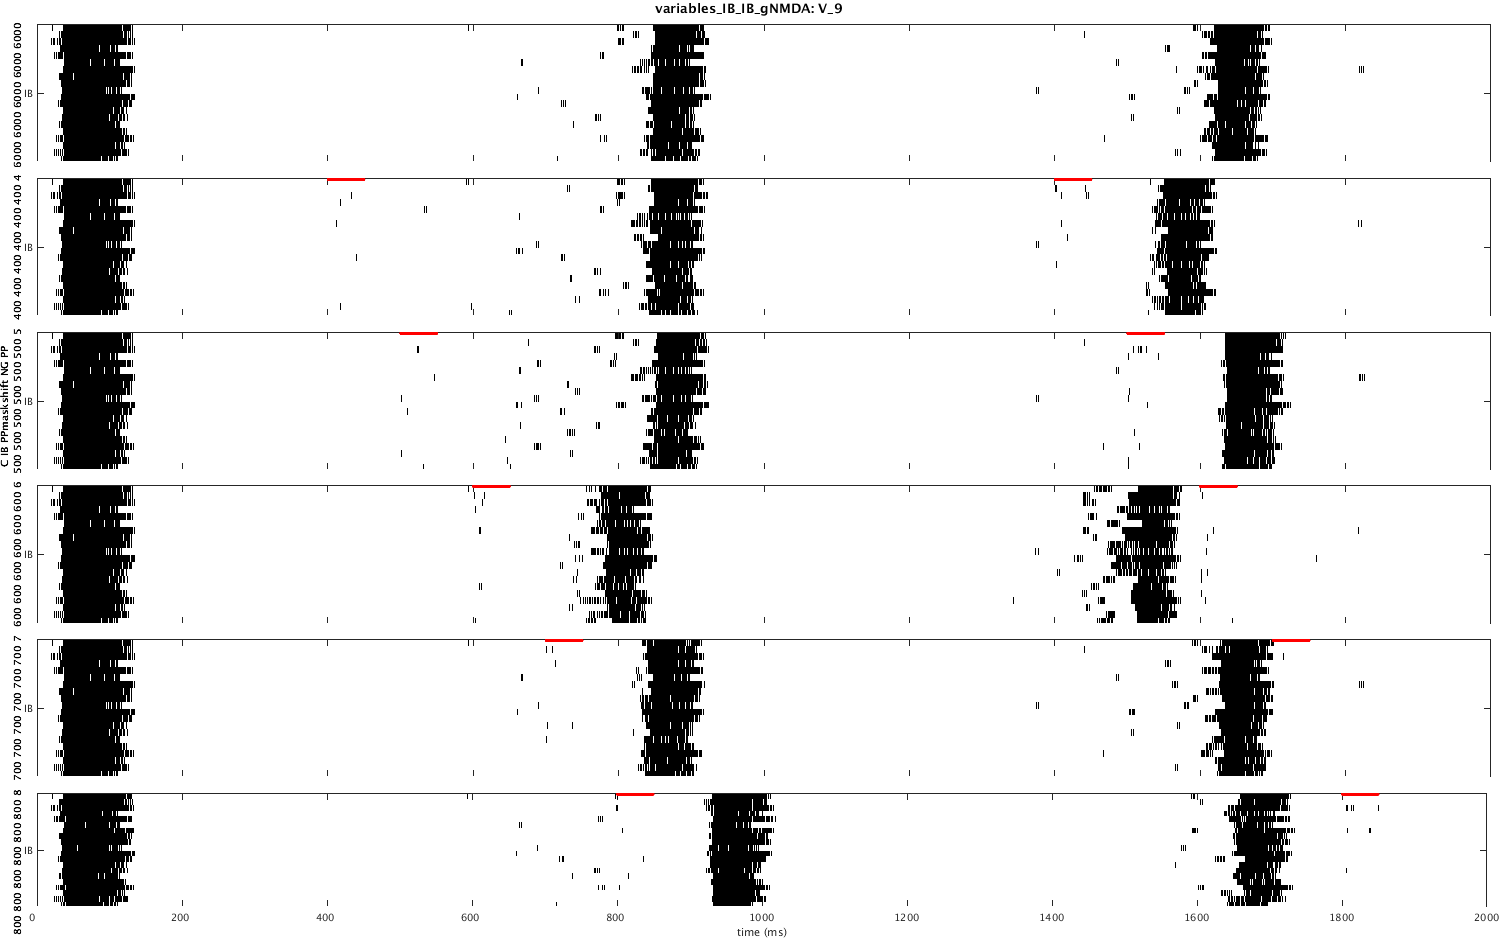 variables_IB_IB_gNMDA: V_9
6000 6000 6000 6000 6000
IB
400 400 400 400 400 4
IB
C IB PPmaskshift NG PP
500 500 500 500 500 5
IB
600 600 600 600 600 6
IB
700 700 700 700 700 7
IB
800 800 800 800 800 8
IB
0 200 400 600 800 1000 1200 1400 1600 1800 2000
time (ms)